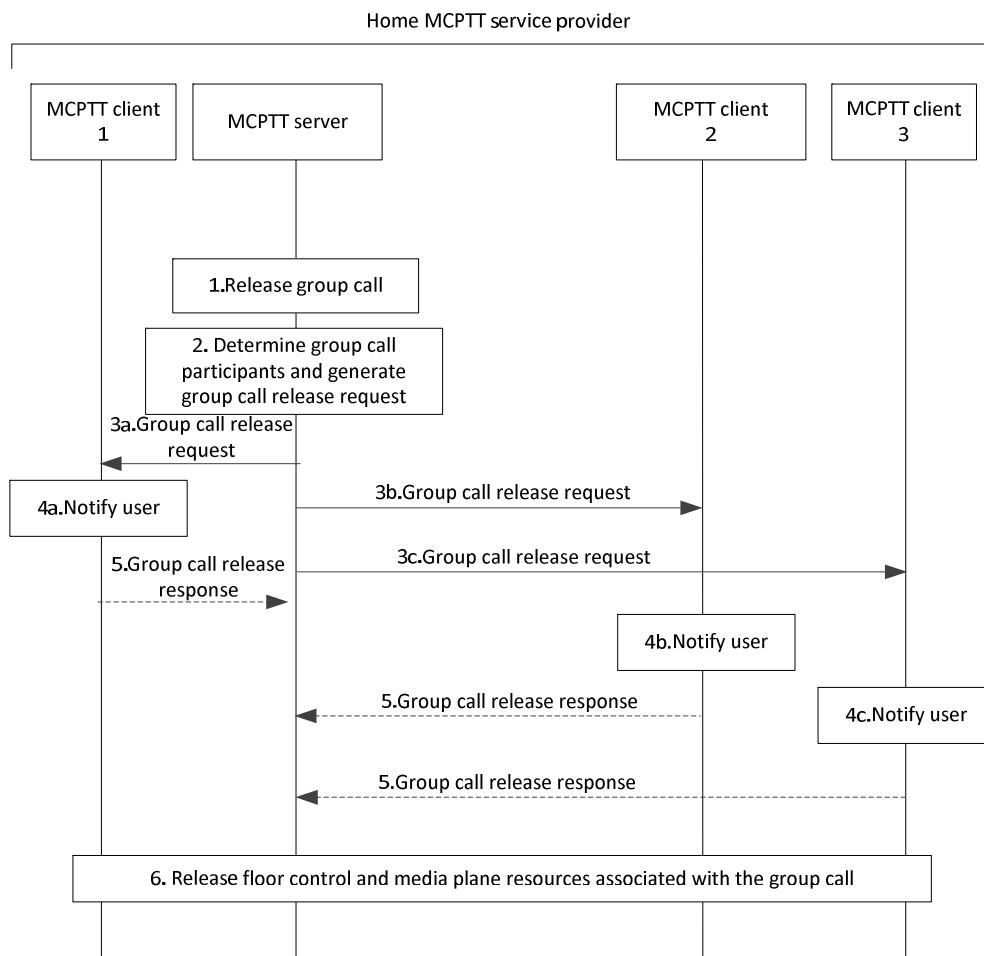 Home MCPTT service provider
MCPTT client
1
MCPTT server
MCPTT client
2
MCPTT client
3
1.Release group call
2. Determine group call
participants and generate
group call release request
3a.Group call release
request
4a.Notify user
3b.Group call release request
3c.Group call release request
5.Group call release
response
4b.Notify user
5.Group call release response
4c.Notify user
5.Group call release response
6. Release floor control and media plane resources associated with the group call